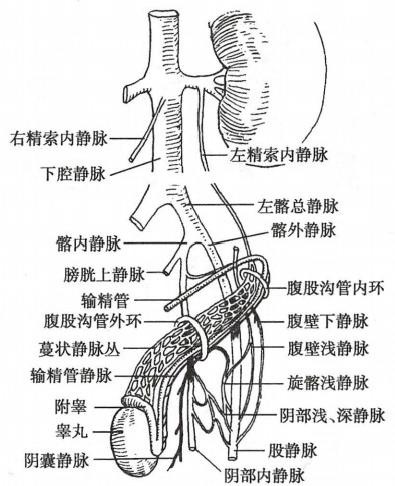 右精索内静脉
左精索内静脉
下腔静脉
左髂总静脉
髂外静脉
髂内静脉
膀胱上静脉
输精管
腹股沟管内环
腹股沟管外环
腹壁下静脉
蔓状静脉丛
腹壁浅静脉
输精管静脉
旋髂浅静脉
附睾
阴部浅、深静脉
睾丸
股静脉
阴囊静脉
阴部内静脉